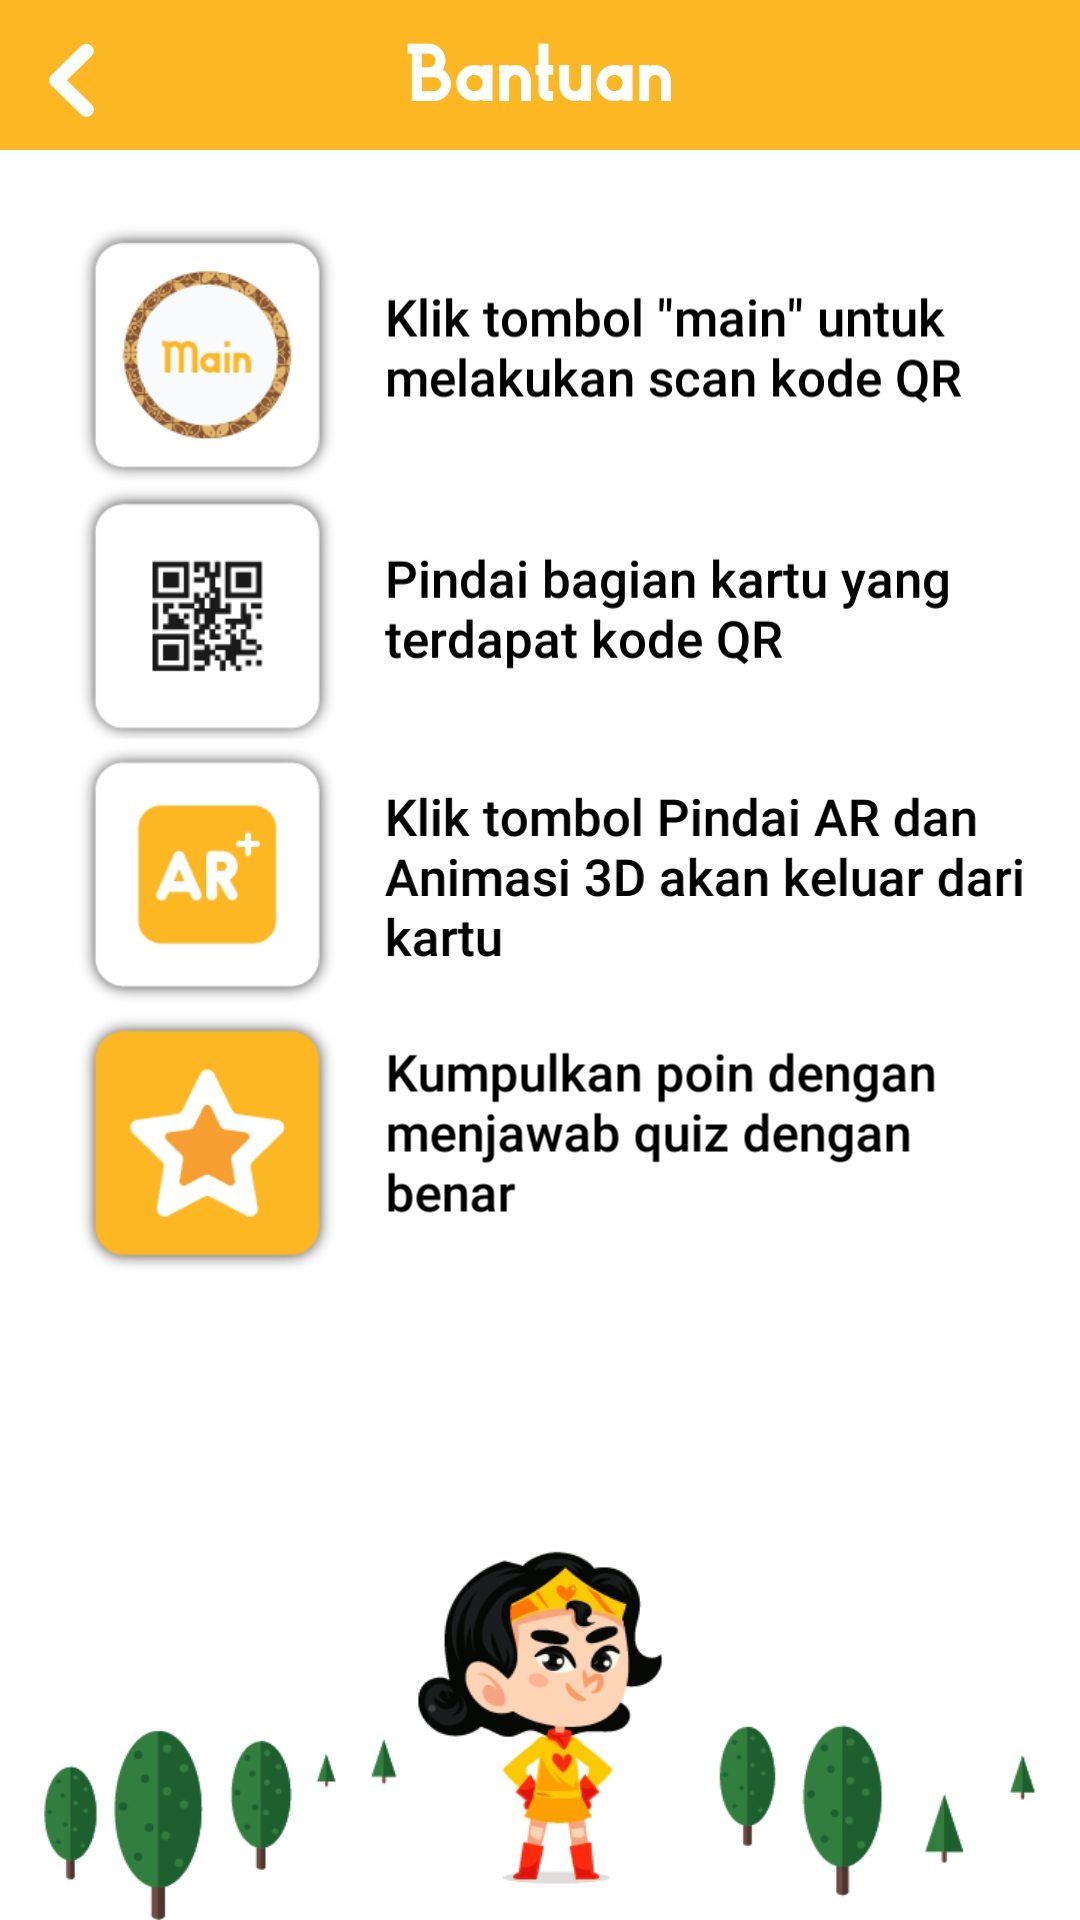 Bantuan
Main
Klik tombol "main" untuk
melakukan scan kode QR
Pindai bagian kartu yang
terdapat kode QR
AR+
Klik tombol Pindai AR dan
Animasi 3D akan keluar dari
kartu
Kumpulkan poin dengan
menjawab quiz dengan
benar